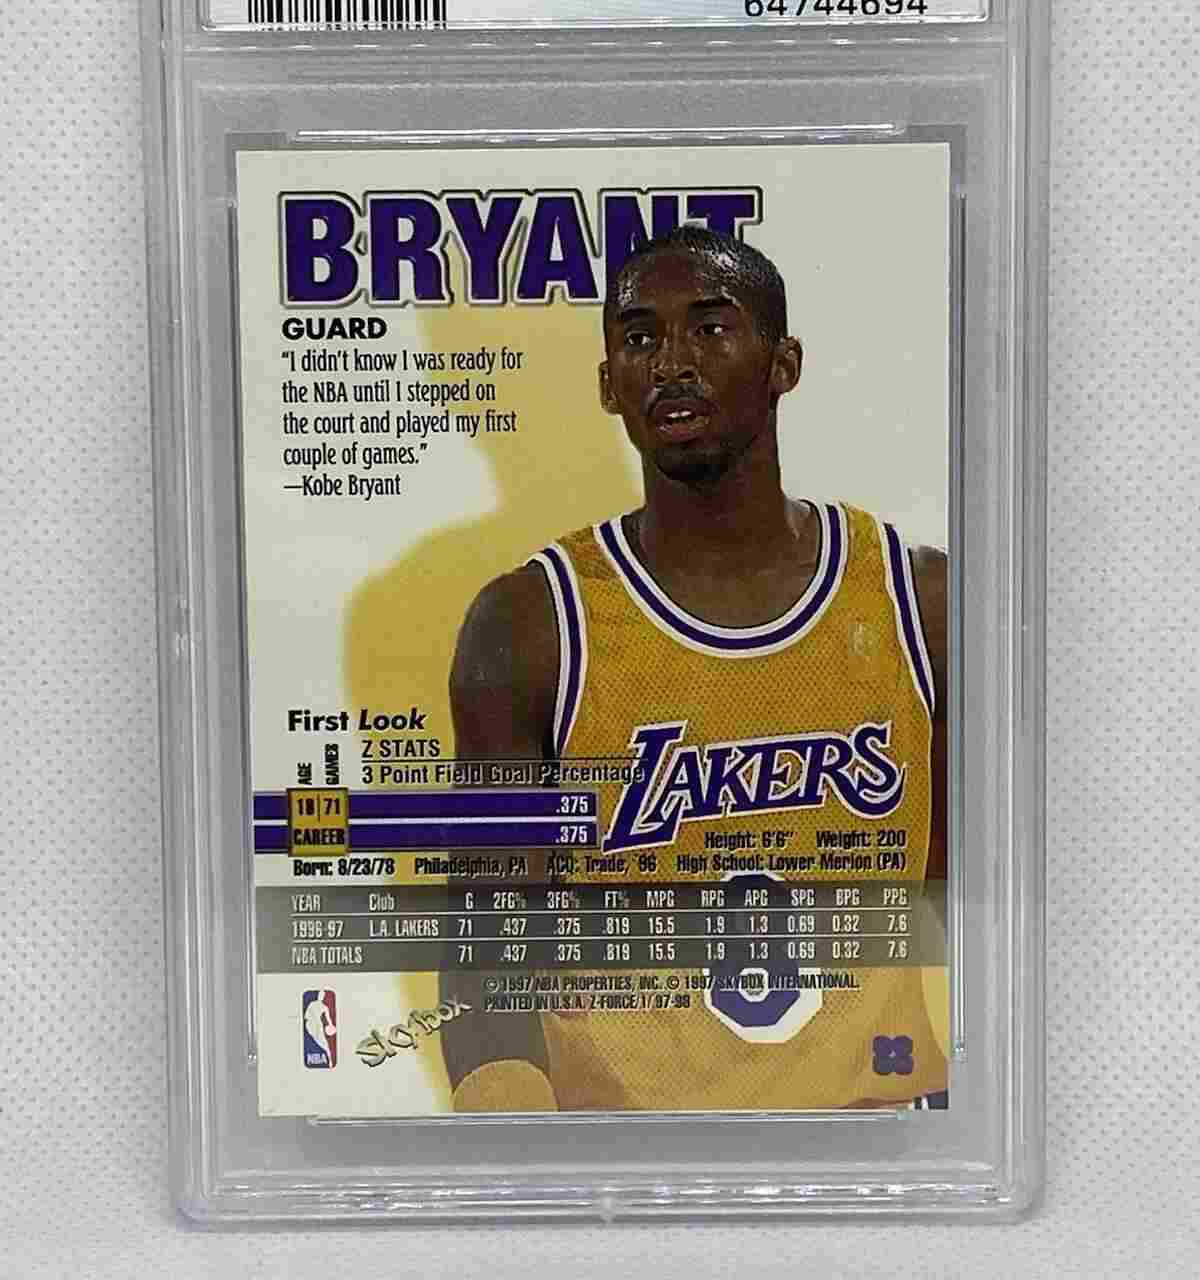 64744694
BRYANT
GUARD
"I didn't know I was ready for
the NBA until I stepped on
the court and played my first
couple of games."
—Kobe Bryant
First Look
Z STATS
AGE GAMES 3 Point Field Goal Percentage
18 71 .375
CAREER .375
LAKERS
Height: 6'6" Weight: 200
Born: 8/23/78 Philadelphia, PA ACQ: Trade, '96 High School: Lower Merion (PA)
YEAR Club G 2FG% 3FG% FT% MPG RPG APG SPG BPG PPG
1996-97 L.A. LAKERS 71 .437 .375 .819 15.5 1.9 1.3 0.69 0.32 7.6
NBA TOTALS 71 .437 .375 .819 15.5 1.9 1.3 0.69 0.32 7.6
8
© 1997 NBA PROPERTIES, INC. © 1997 SKYBOX INTERNATIONAL.
PRINTED IN U.S.A. Z-FORCE/1/'97-98
NBA
skybox
88